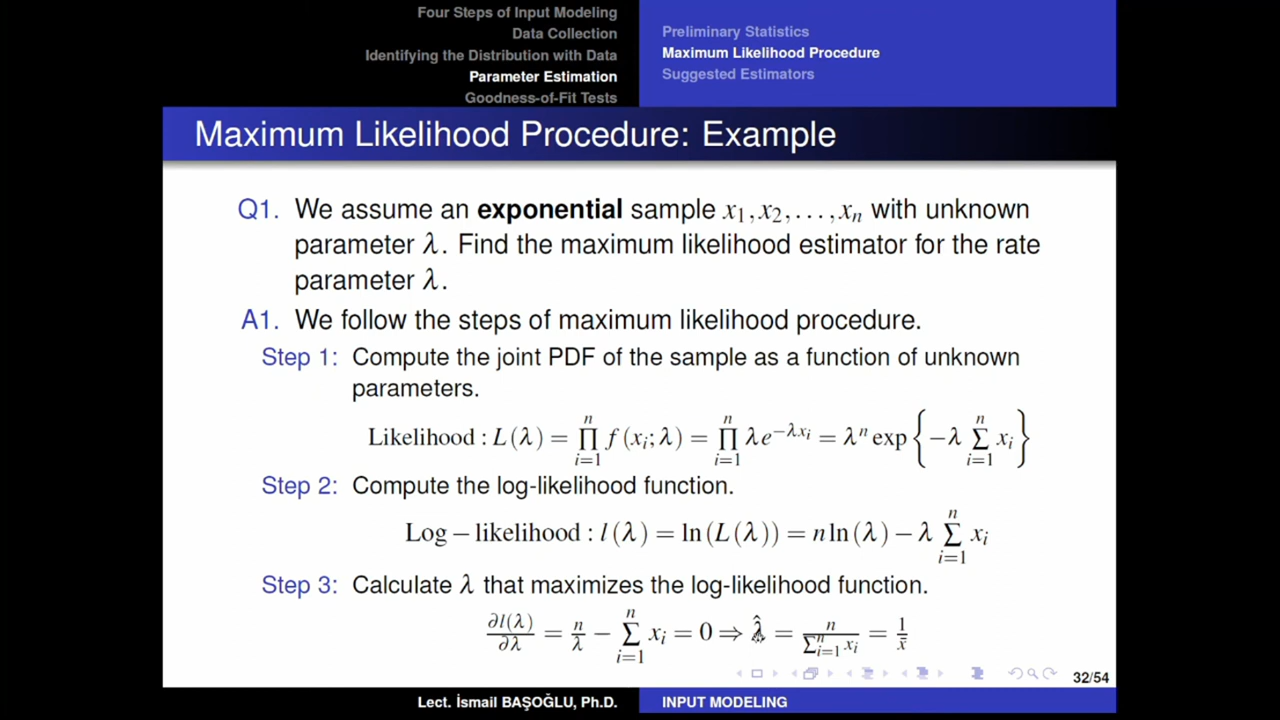 Four Steps of Input Modeling
Data Collection
Identifying the Distribution with Data
Parameter Estimation
Goodness-of-Fit Tests
Preliminary Statistics
Maximum Likelihood Procedure
Suggested Estimators
Maximum Likelihood Procedure: Example
Q1. We assume an exponential sample x₁, x₂, …, xₙ with unknown
parameter λ. Find the maximum likelihood estimator for the rate
parameter λ.
A1. We follow the steps of maximum likelihood procedure.
Step 1: Compute the joint PDF of the sample as a function of unknown
parameters.
Likelihood : L(λ) = ∏_{i=1}^{n} f(xᵢ; λ) = ∏_{i=1}^{n} λe^{−λxᵢ} = λⁿ exp{−λ ∑_{i=1}^{n} xᵢ}
Step 2: Compute the log-likelihood function.
Log − likelihood : l(λ) = ln(L(λ)) = n ln(λ) − λ ∑_{i=1}^{n} xᵢ
Step 3: Calculate λ that maximizes the log-likelihood function.
∂l(λ)/∂λ = n/λ − ∑_{i=1}^{n} xᵢ = 0 ⇒ λ̂ = n/∑_{i=1}^{n} xᵢ = 1/x̄
32/54
Lect. İsmail BAŞOĞLU, Ph.D.
INPUT MODELING